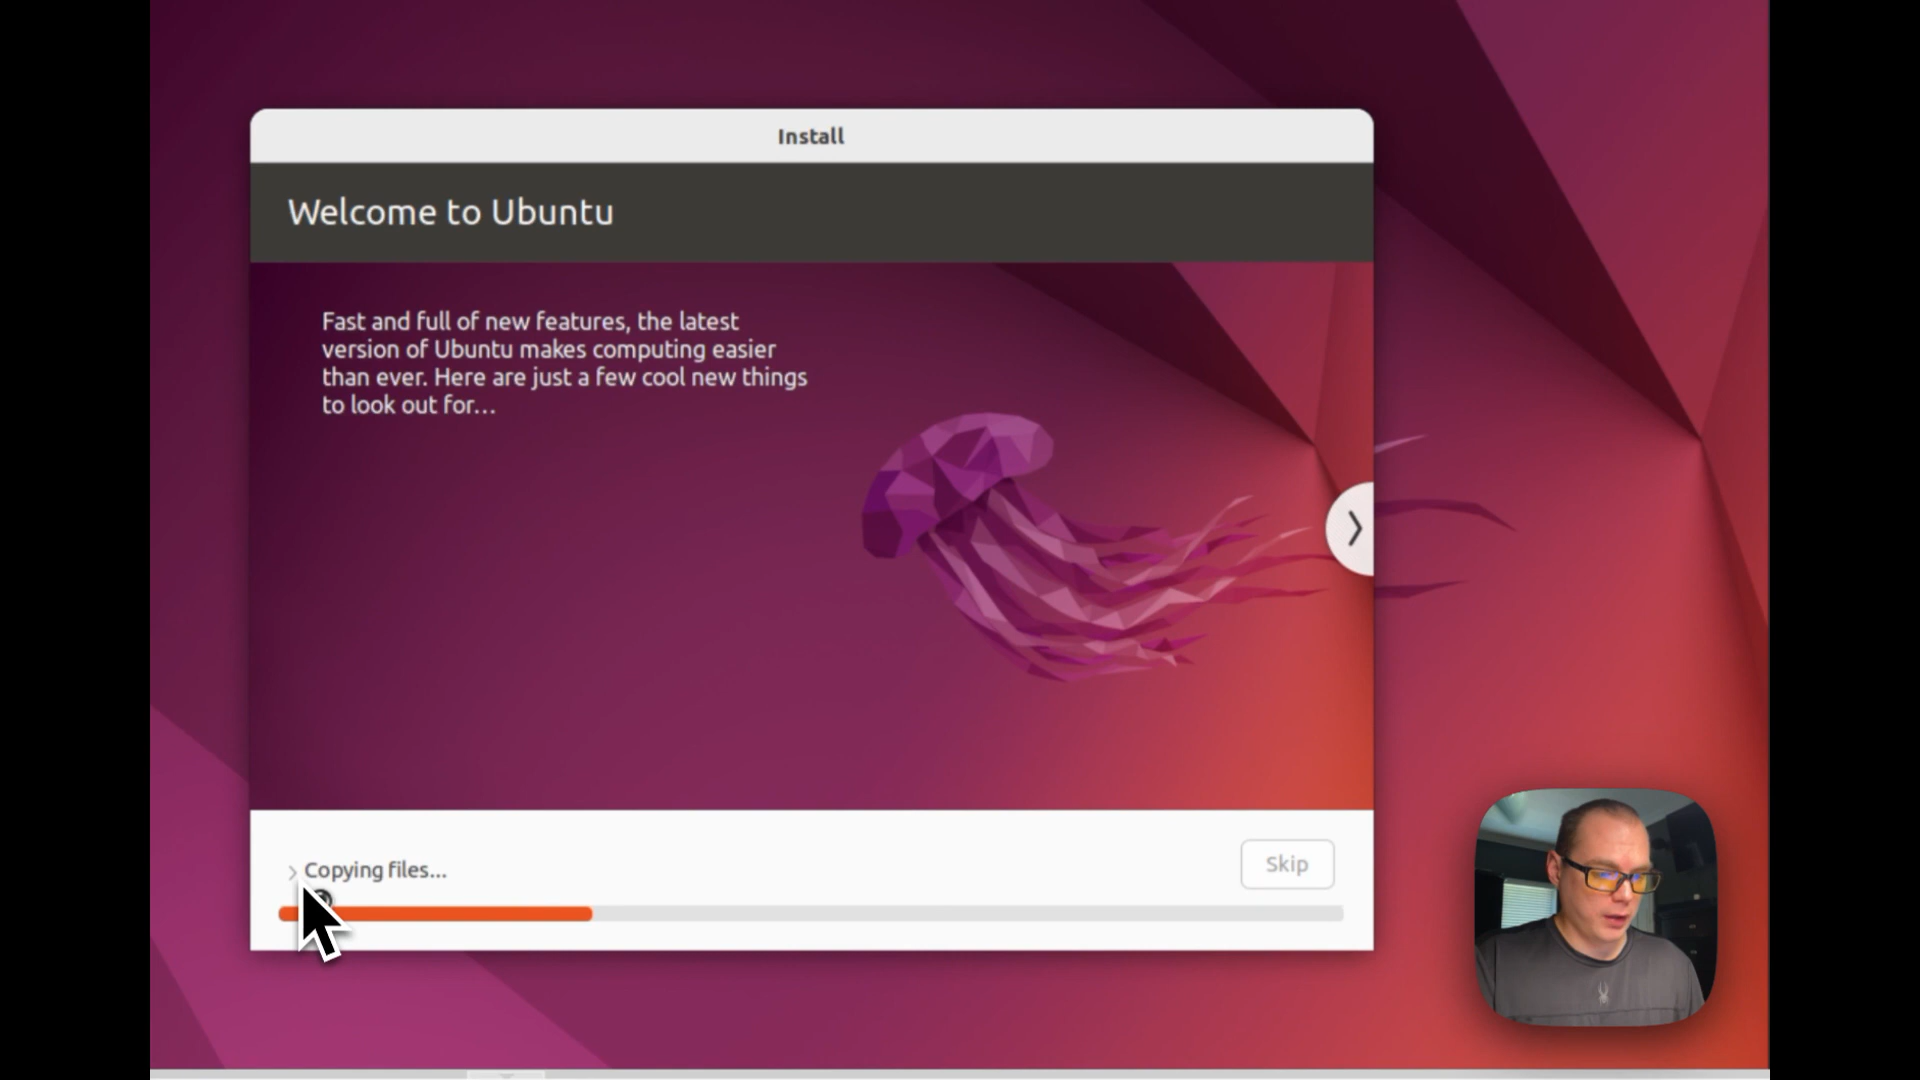 Install
Welcome to Ubuntu
Fast and full of new features, the latest
version of Ubuntu makes computing easier
than ever. Here are just a few cool new things
to look out for...
Copying files...
Skip